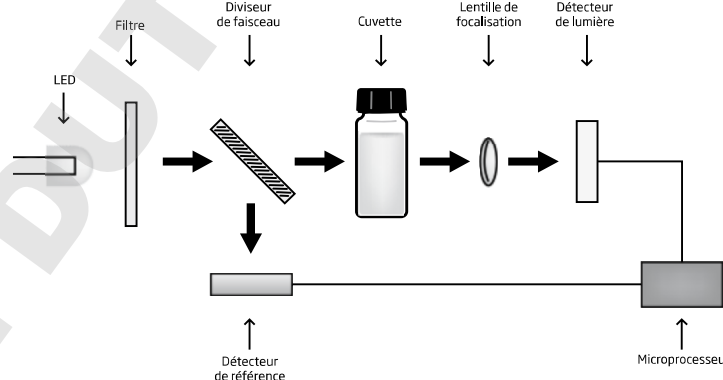 Diviseur
de faisceau
Lentille de
focalisation
Détecteur
de lumière
Filtre
Cuvette
LED
Détecteur
de référence
Microprocesseu